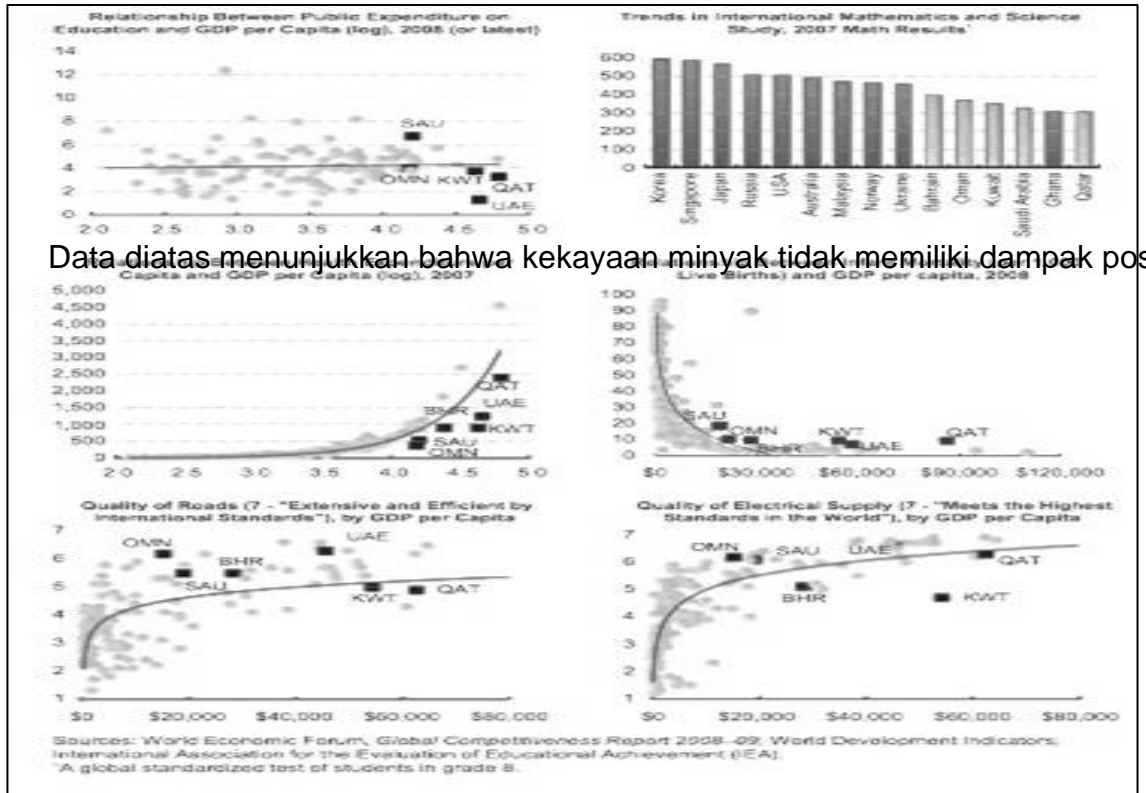 Relationship Between Public Expenditure on
Education and GDP per Capita (log), 2008 (or latest)
14
12
10
8
6
4
2
0
SAU
OMN
KWT
QAT
UAE
2.0
2.5
3.0
3.5
4.0
4.5
5.0
Trends in International Mathematics and Science
Study, 2007 Math Results
600
500
400
300
200
100
0
Korea
Singapore
Japan
Russia
USA
Australia
Malaysia
Norway
Ukraine
Bahrain
Oman
Kuwait
Saudi Arabia
Ghana
Qatar
Data diatas menunjukkan bahwa kekayaan minyak tidak memiliki dampak pos
Capita and GDP per Capita (log), 2007
5,000
4,500
4,000
3,500
3,000
2,500
2,000
1,500
1,000
500
0
QAT
UAE
BHR
KWT
SAU
OMN
2.0
2.5
3.0
3.5
4.0
4.5
5.0
Live Births) and GDP per capita, 2008
100
90
80
70
60
50
40
30
20
10
0
SAU
OMN
BHR
KWT
UAE
QAT
$0
$30,000
$60,000
$90,000
$120,000
Quality of Roads (7 - "Extensive and Efficient by
International Standards"), by GDP per Capita
7
6
5
4
3
2
1
OMN
SAU
BHR
UAE
KWT
QAT
$0
$20,000
$40,000
$60,000
$80,000
Quality of Electrical Supply (7 - "Meets the Highest
Standards in the World"), by GDP per Capita
7
6
5
4
3
2
1
OMN
SAU
UAE
QAT
BHR
KWT
$0
$20,000
$40,000
$60,000
$80,000
Sources: World Economic Forum, Global Competitiveness Report 2008-09; World Development Indicators;
International Association for the Evaluation of Educational Achievement (IEA).
A global standardized test of students in grade 8.